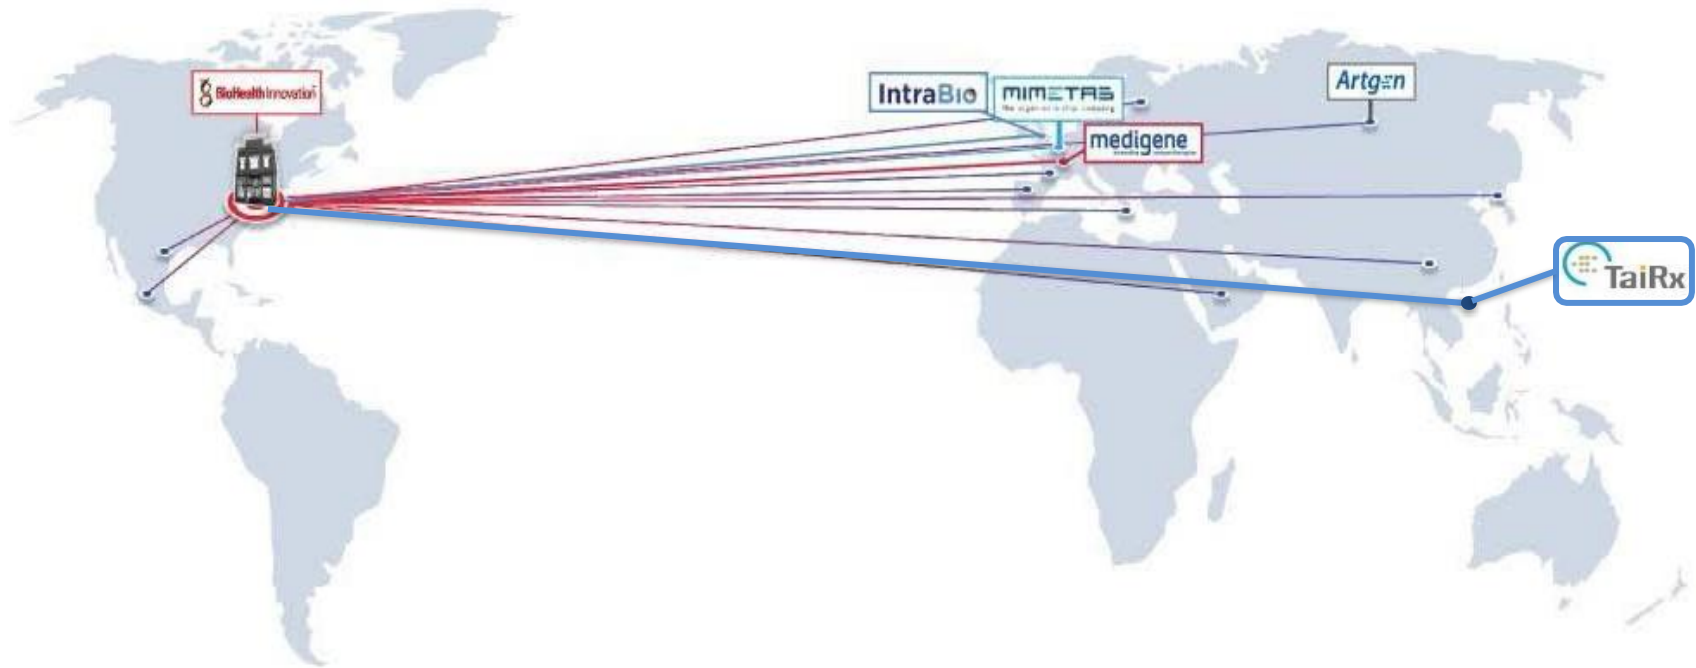 BioHealth Innovation
IntraBio
MIMETAS
medigene
Artgen
TaiRx